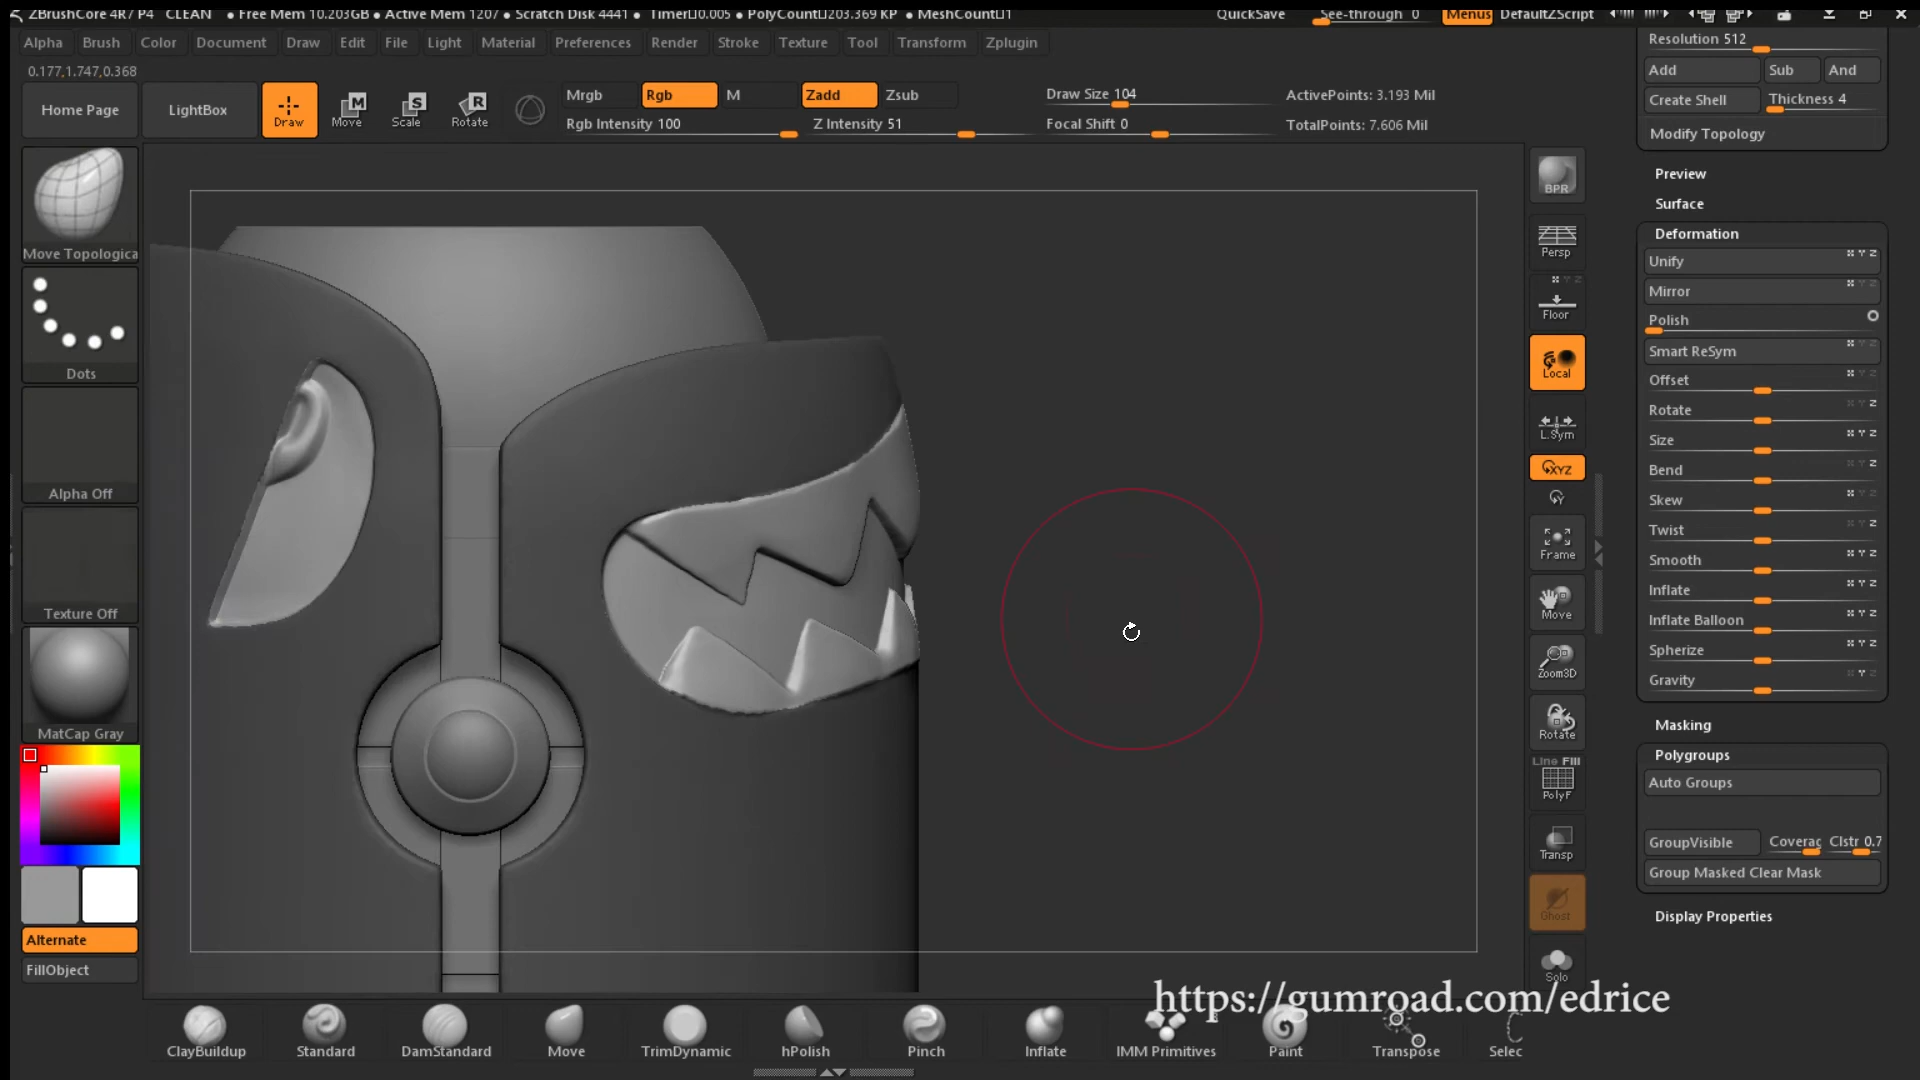 ZBrushCore 4R7 P4 CLEAN • Free Mem 10.203GB • Active Mem 1207 • Scratch Disk 4441 • Timer□0.005 • PolyCount□203.369 KP • MeshCount□1 QuickSave See-through 0 Menus DefaultZScript
Alpha Brush Color Document Draw Edit File Light Material Preferences Render Stroke Texture Tool Transform Zplugin
0.177,1.747,0.368
Home Page LightBox Draw Move Scale Rotate
M S R
Mrgb Rgb M Zadd Zsub
Rgb Intensity 100 Z Intensity 51
Draw Size 104
Focal Shift 0
ActivePoints: 3.193 Mil
TotalPoints: 7.606 Mil
Move Topologica
Dots
Alpha Off
Texture Off
MatCap Gray
Alternate
FillObject
BPR
Persp
Floor
Local
L.Sym
XYZ
Y
Frame
Move
Zoom3D
Rotate
Line Fill
PolyF
Transp
Ghost
Solo
Resolution 512
Add Sub And
Create Shell Thickness 4
Modify Topology
Preview
Surface
Deformation
Unify X Y Z
Mirror X Y Z
Polish
Smart ReSym X Y Z
Offset X Y Z
Rotate X Y Z
Size X Y Z
Bend X Y Z
Skew X Y Z
Twist X Y Z
Smooth X Y Z
Inflate X Y Z
Inflate Balloon X Y Z
Spherize X Y Z
Gravity X Y Z
Masking
Polygroups
Auto Groups
GroupVisible Coverag Clstr 0.7
Group Masked Clear Mask
Display Properties
https://gumroad.com/edrice
ClayBuildup Standard DamStandard Move TrimDynamic hPolish Pinch Inflate IMM Primitives Paint Transpose Selec